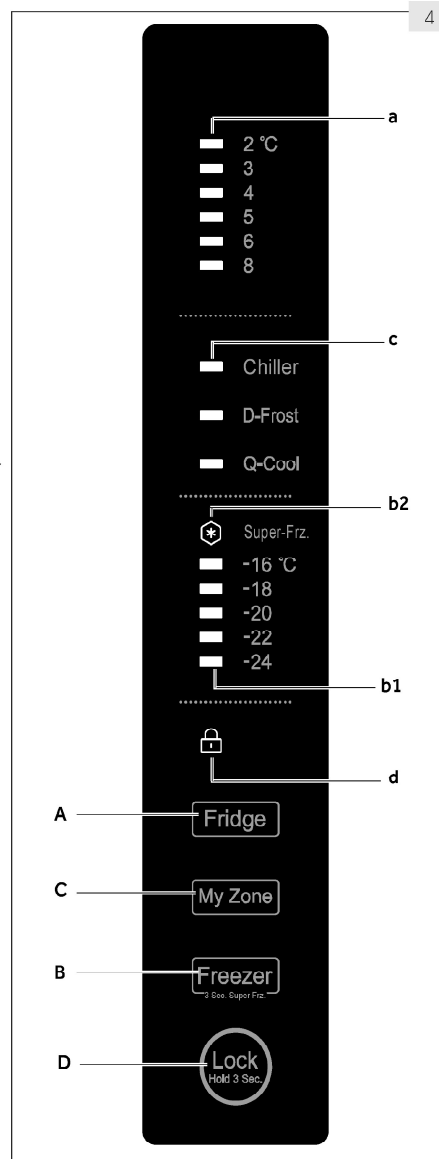 4
a
2 °C
3
4
5
6
8
c
Chiller
D-Frost
Q-Cool
b2
Super-Frz.
-16 °C
-18
-20
-22
-24
b1
d
A
Fridge
C
My Zone
B
Freezer
3 Sec. Super Frz.
D
Lock
Hold 3 Sec.